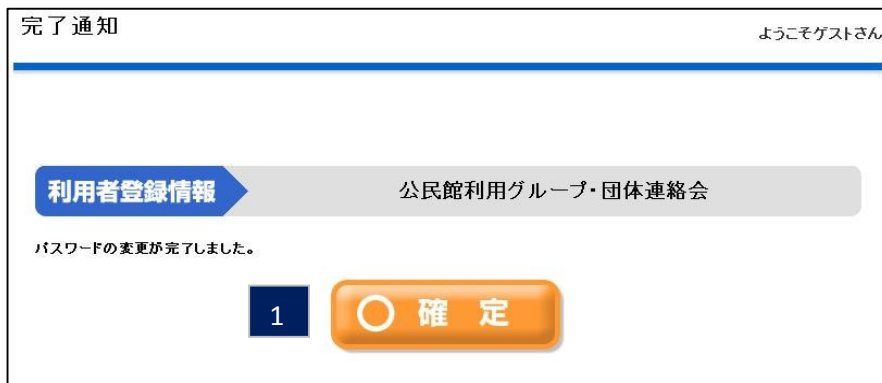 完了通知
ようこそゲストさん
利用者登録情報 公民館利用グループ・団体連絡会
パスワードの変更が完了しました。
1 確 定